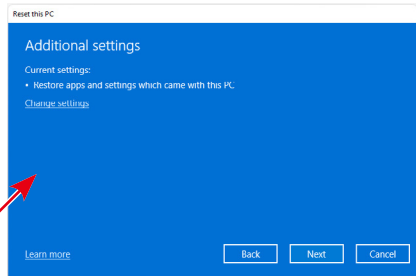 Reset this PC
Additional settings
Current settings:
• Restore apps and settings which came with this PC
Change settings
Learn more
Back
Next
Cancel